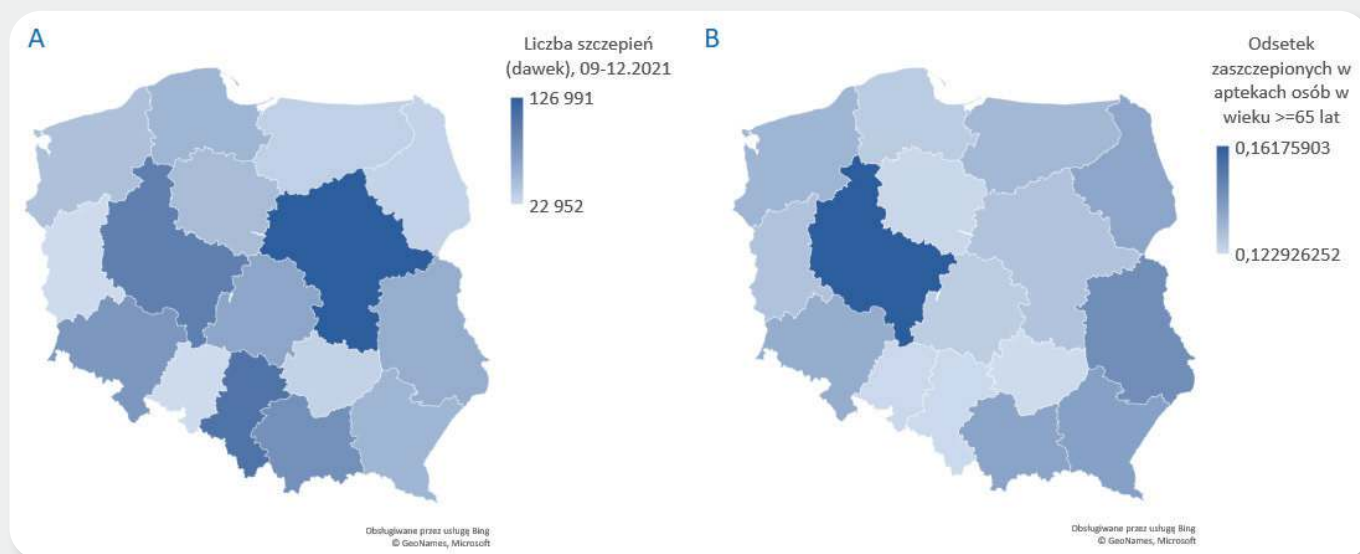 A
Liczba szczepień
(dawek), 09-12.2021
126 991
22 952
Obsługiwane przez usługę Bing
© GeoNames, Microsoft
B
Odsetek
zaszczepionych w
aptekach osób w
wieku >=65 lat
0,16175903
0,122926252
Obsługiwane przez usługę Bing
© GeoNames, Microsoft